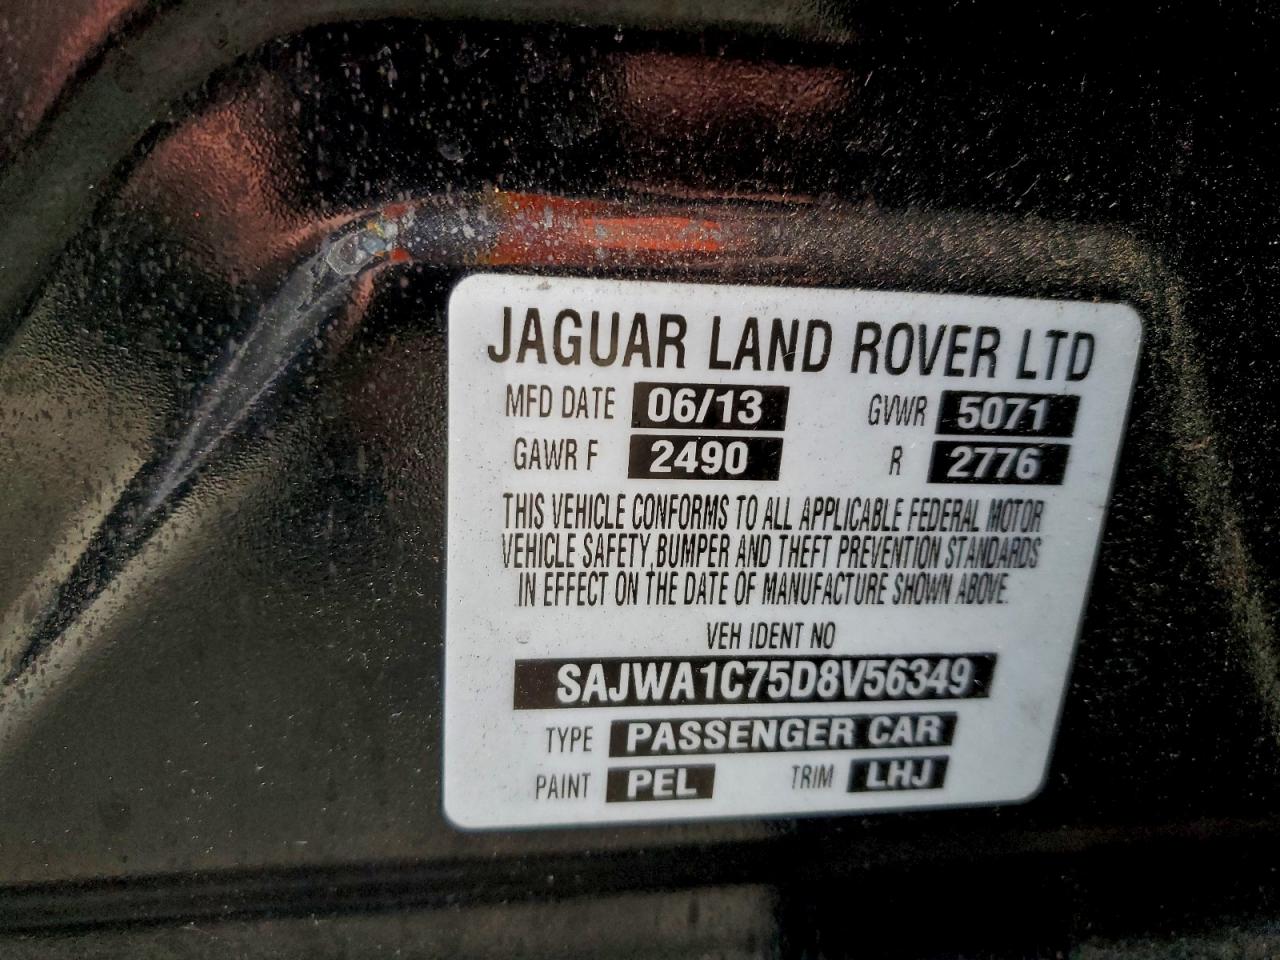 JAGUAR LAND ROVER LTD
MFD DATE 06/13 GVWR 5071
GAWR F 2490 R 2776
THIS VEHICLE CONFORMS TO ALL APPLICABLE FEDERAL MOTOR
VEHICLE SAFETY, BUMPER AND THEFT PREVENTION STANDARDS
IN EFFECT ON THE DATE OF MANUFACTURE SHOWN ABOVE.
VEH IDENT NO
SAJWA1C75D8V56349
TYPE PASSENGER CAR
PAINT PEL TRIM LHJ